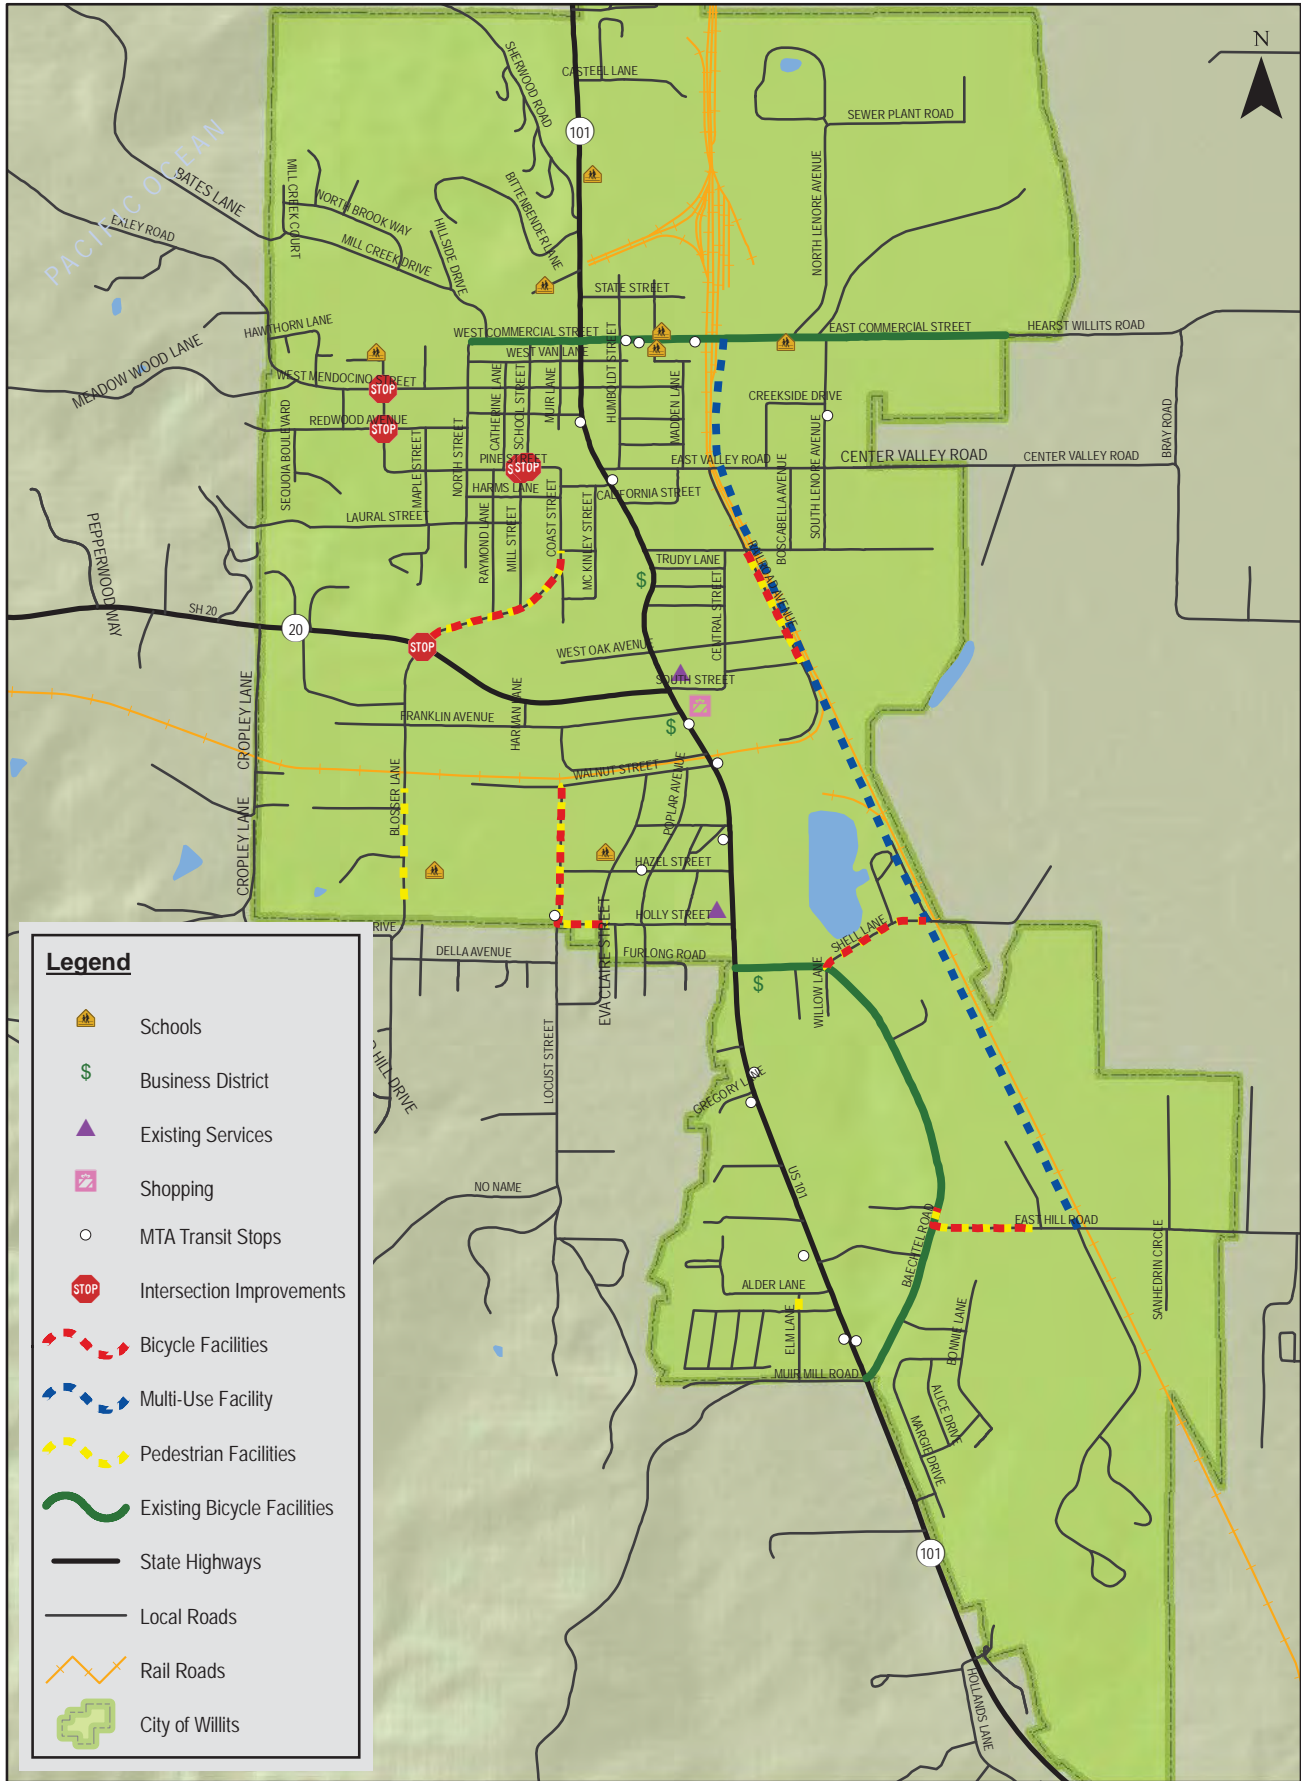 N
CASTEEL LANE
SHERWOOD ROAD
SEWER PLANT ROAD
101
PACIFIC OCEAN
BATES LANE
EXLEY ROAD
MILL CREEK COURT
NORTH BROOK WAY
MILL CREEK DRIVE
HILLSIDE DRIVE
BITTENBENDER LANE
NORTH LENORE AVENUE
STATE STREET
HAWTHORN LANE
WEST COMMERCIAL STREET
EAST COMMERCIAL STREET
HEARST WILLITS ROAD
HUMBOLDT STREET
MEADOW WOOD LANE
WEST VAN LANE
WEST MENDOCINO STREET
STOP
CREEKSIDE DRIVE
SEQUOIA BOULEVARD
REDWOOD AVENUE
STOP
MAPLE STREET
NORTH STREET
CATHERINE LANE
SCHOOL STREET
MUIR LANE
MADDEN LANE
BRAY ROAD
PINE STREET
STOP
EAST VALLEY ROAD
CENTER VALLEY ROAD
CENTER VALLEY ROAD
HARMS LANE
CALIFORNIA STREET
BOSCABELLA AVENUE
SOUTH LENORE AVENUE
LAURAL STREET
RAYMOND LANE
MILL STREET
COAST STREET
MC KINLEY STREET
PEPPERWOOD WAY
TRUDY LANE
RAILROAD AVENUE
CENTRAL STREET
$
SH 20
20
STOP
WEST OAK AVENUE
SOUTH STREET
CROPLEY LANE
FRANKLIN AVENUE
HARMAN LANE
$
WALNUT STREET
BLOSSER LANE
POPLAR AVENUE
CROPLEY LANE
HAZEL STREET
HOLLY STREET
SHELL LANE
RIVE
DELLA AVENUE
EVA CLAIRE STREET
FURLONG ROAD
$
WILLOW LANE
HILL DRIVE
LOCUST STREET
GREGORY LANE
US 101
NO NAME
EAST HILL ROAD
BAECHTEL ROAD
SANHEDRIN CIRCLE
ALDER LANE
ELM LANE
BONNIE LANE
MUIR MILL ROAD
ALICE DRIVE
MARGIE DRIVE
101
HOLLANDS LANE
Legend
Schools
$ Business District
Existing Services
Shopping
MTA Transit Stops
STOP Intersection Improvements
Bicycle Facilities
Multi-Use Facility
Pedestrian Facilities
Existing Bicycle Facilities
State Highways
Local Roads
Rail Roads
City of Willits